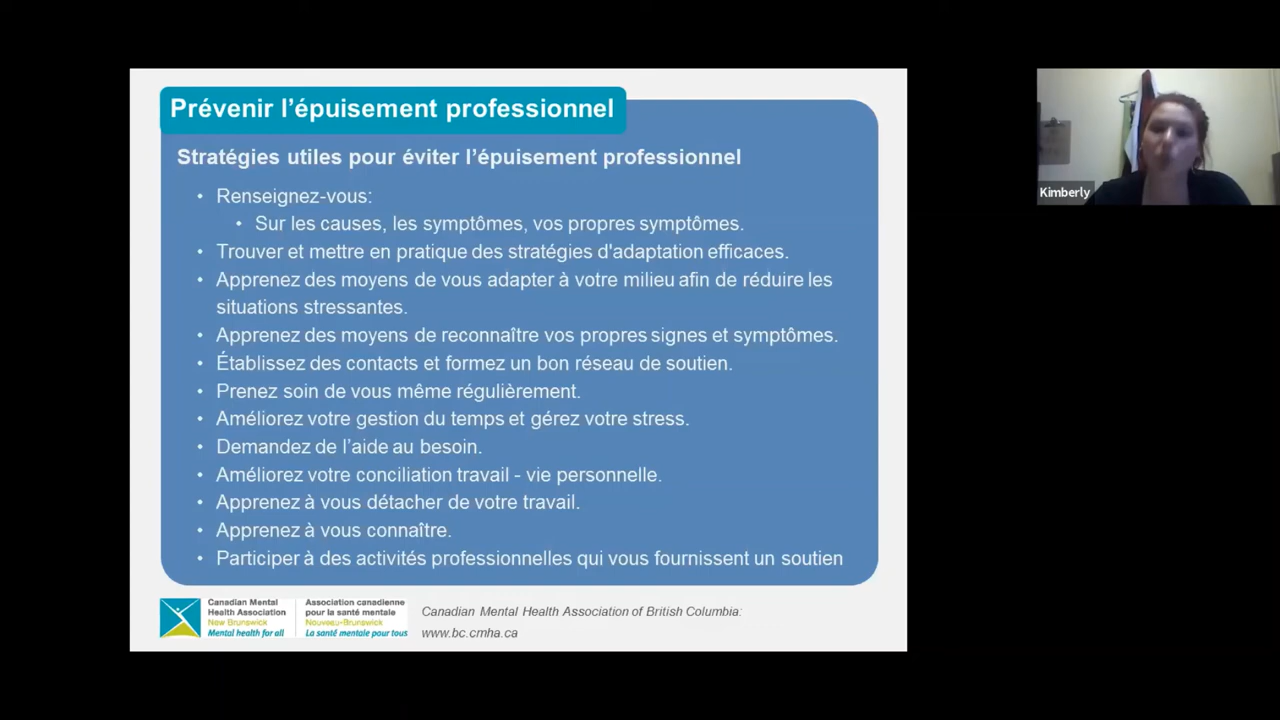 Prévenir l’épuisement professionnel
Stratégies utiles pour éviter l’épuisement professionnel
• Renseignez-vous:
• Sur les causes, les symptômes, vos propres symptômes.
• Trouver et mettre en pratique des stratégies d'adaptation efficaces.
• Apprenez des moyens de vous adapter à votre milieu afin de réduire les
situations stressantes.
• Apprenez des moyens de reconnaître vos propres signes et symptômes.
• Établissez des contacts et formez un bon réseau de soutien.
• Prenez soin de vous même régulièrement.
• Améliorez votre gestion du temps et gérez votre stress.
• Demandez de l’aide au besoin.
• Améliorez votre conciliation travail - vie personnelle.
• Apprenez à vous détacher de votre travail.
• Apprenez à vous connaître.
• Participer à des activités professionnelles qui vous fournissent un soutien
Canadian Mental
Health Association
New Brunswick
Mental health for all
Association canadienne
pour la santé mentale
Nouveau-Brunswick
La santé mentale pour tous
Canadian Mental Health Association of British Columbia:
www.bc.cmha.ca
Kimberly